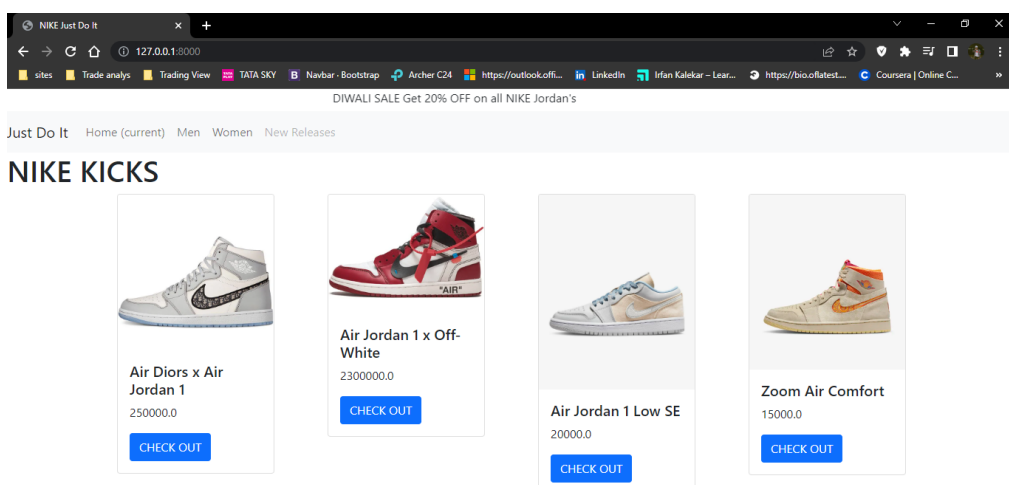 NIKE Just Do It
127.0.0.1:8000
sites Trade analys Trading View TATA SKY Navbar · Bootstrap Archer C24 https://outlook.offi... LinkedIn Irfan Kalekar – Lear... https://bio.oflatest.... Coursera | Online C... »
DIWALI SALE Get 20% OFF on all NIKE Jordan's
Just Do It Home (current) Men Women New Releases
NIKE KICKS
"AIR"
Air Diors x Air
Jordan 1
250000.0
CHECK OUT
Air Jordan 1 x Off-
White
2300000.0
CHECK OUT
Air Jordan 1 Low SE
20000.0
CHECK OUT
Zoom Air Comfort
15000.0
CHECK OUT